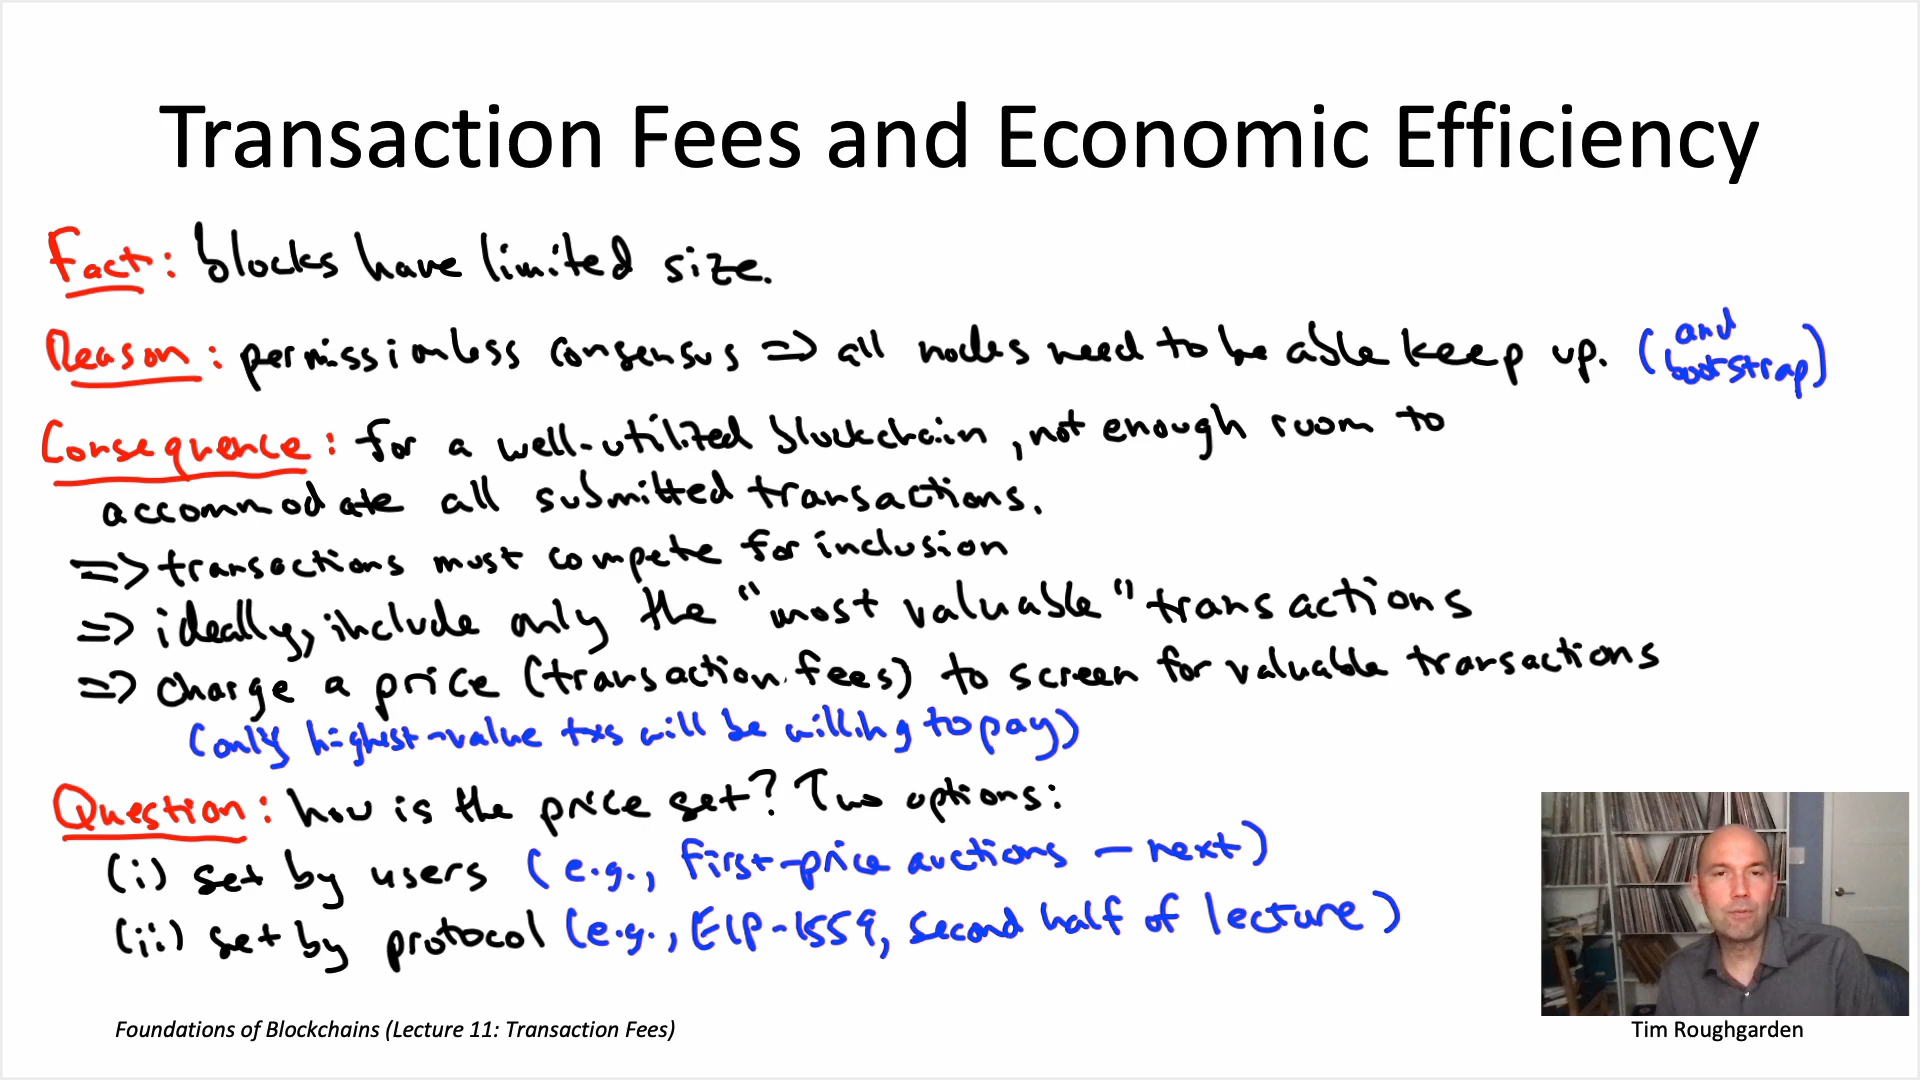 Transaction Fees and Economic Efficiency
Fact: blocks have limited size.
Reason: permissionless consensus => all nodes need to be able keep up. (and bootstrap)
Consequence: for a well-utilized blockchain, not enough room to
accommodate all submitted transactions.
=> transactions must compete for inclusion
=> ideally, include only the "most valuable" transactions
=> charge a price (transaction fees) to screen for valuable transactions
(only highest-value txs will be willing to pay)
Question: how is the price set? Two options:
(i) set by users (e.g., first-price auctions — next)
(ii) set by protocol (e.g., EIP-1559, second half of lecture)
Foundations of Blockchains (Lecture 11: Transaction Fees)
Tim Roughgarden